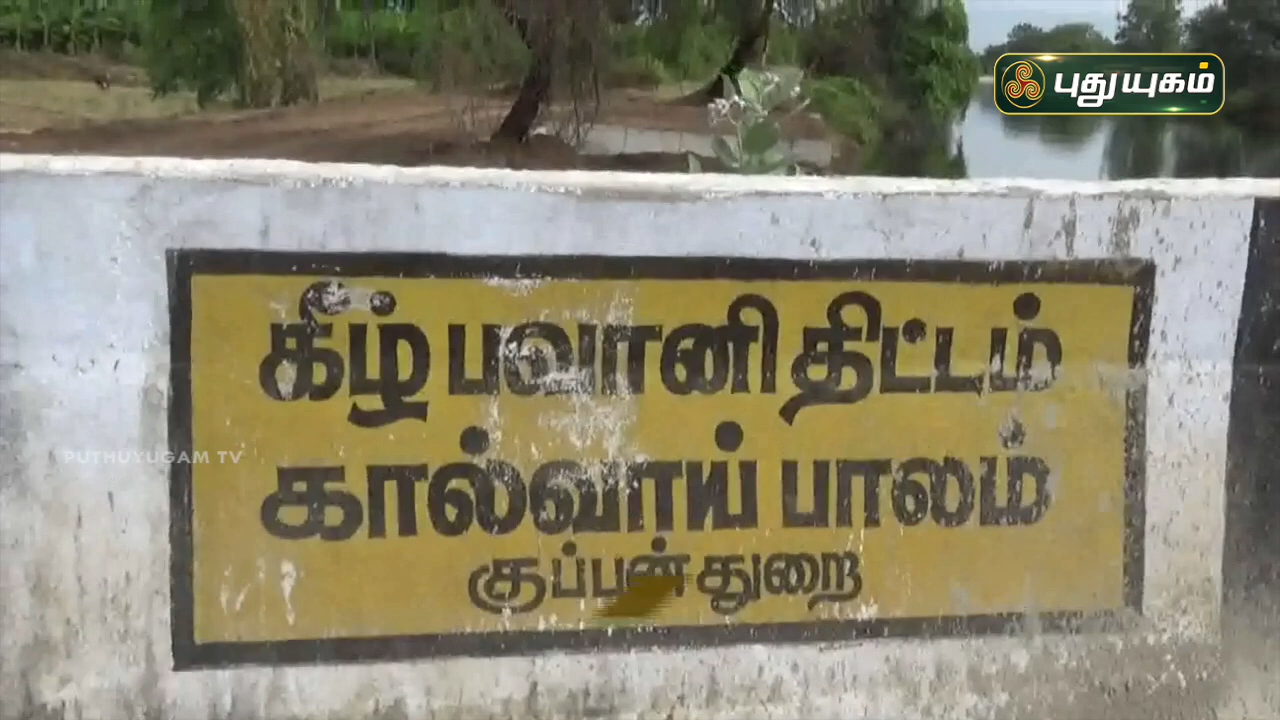 புதுயுகம்
கீழ் பவானி திட்டம்
கால்வாய் பாலம்
PUTHUYUGAM TV
குப்பன் துறை